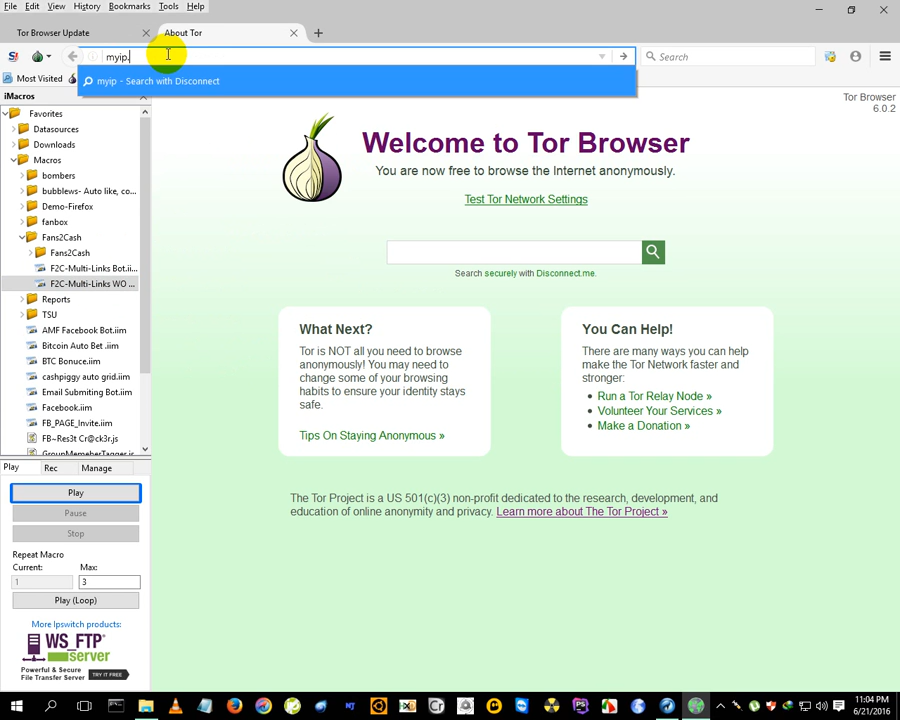 File Edit View History Bookmarks Tools Help
Tor Browser Update
About Tor
myip.
Search
myip - Search with Disconnect
Most Visited
iMacros
Favorites
Datasources
Downloads
Macros
bombers
bubblews- Auto like, co...
Demo-Firefox
fanbox
Fans2Cash
Fans2Cash
F2C-Multi-Links Bot.ii...
F2C-Multi-Links WO ...
Reports
TSU
AMF Facebook Bot.iim
Bitcoin Auto Bet .iim
BTC Bonuce.iim
cashpiggy auto grid.iim
Email Submiting Bot.iim
Facebook.iim
FB_PAGE_Invite.iim
FB~Res3t Cr@ck3r.js
GroupMemeberTagger.js
Play Rec Manage
Play
Pause
Stop
Repeat Macro
Current: Max:
1 3
Play (Loop)
More Ipswitch products:
WS_FTP
server
Powerful & Secure
File Transfer Server
TRY IT FREE
Tor Browser
6.0.2
Welcome to Tor Browser
You are now free to browse the Internet anonymously.
Test Tor Network Settings
Search securely with Disconnect.me.
What Next?
Tor is NOT all you need to browse
anonymously! You may need to
change some of your browsing
habits to ensure your identity stays
safe.
Tips On Staying Anonymous »
You Can Help!
There are many ways you can help
make the Tor Network faster and
stronger:
Run a Tor Relay Node »
Volunteer Your Services »
Make a Donation »
The Tor Project is a US 501(c)(3) non-profit dedicated to the research, development, and
education of online anonymity and privacy. Learn more about The Tor Project »
11:04 PM
6/21/2016